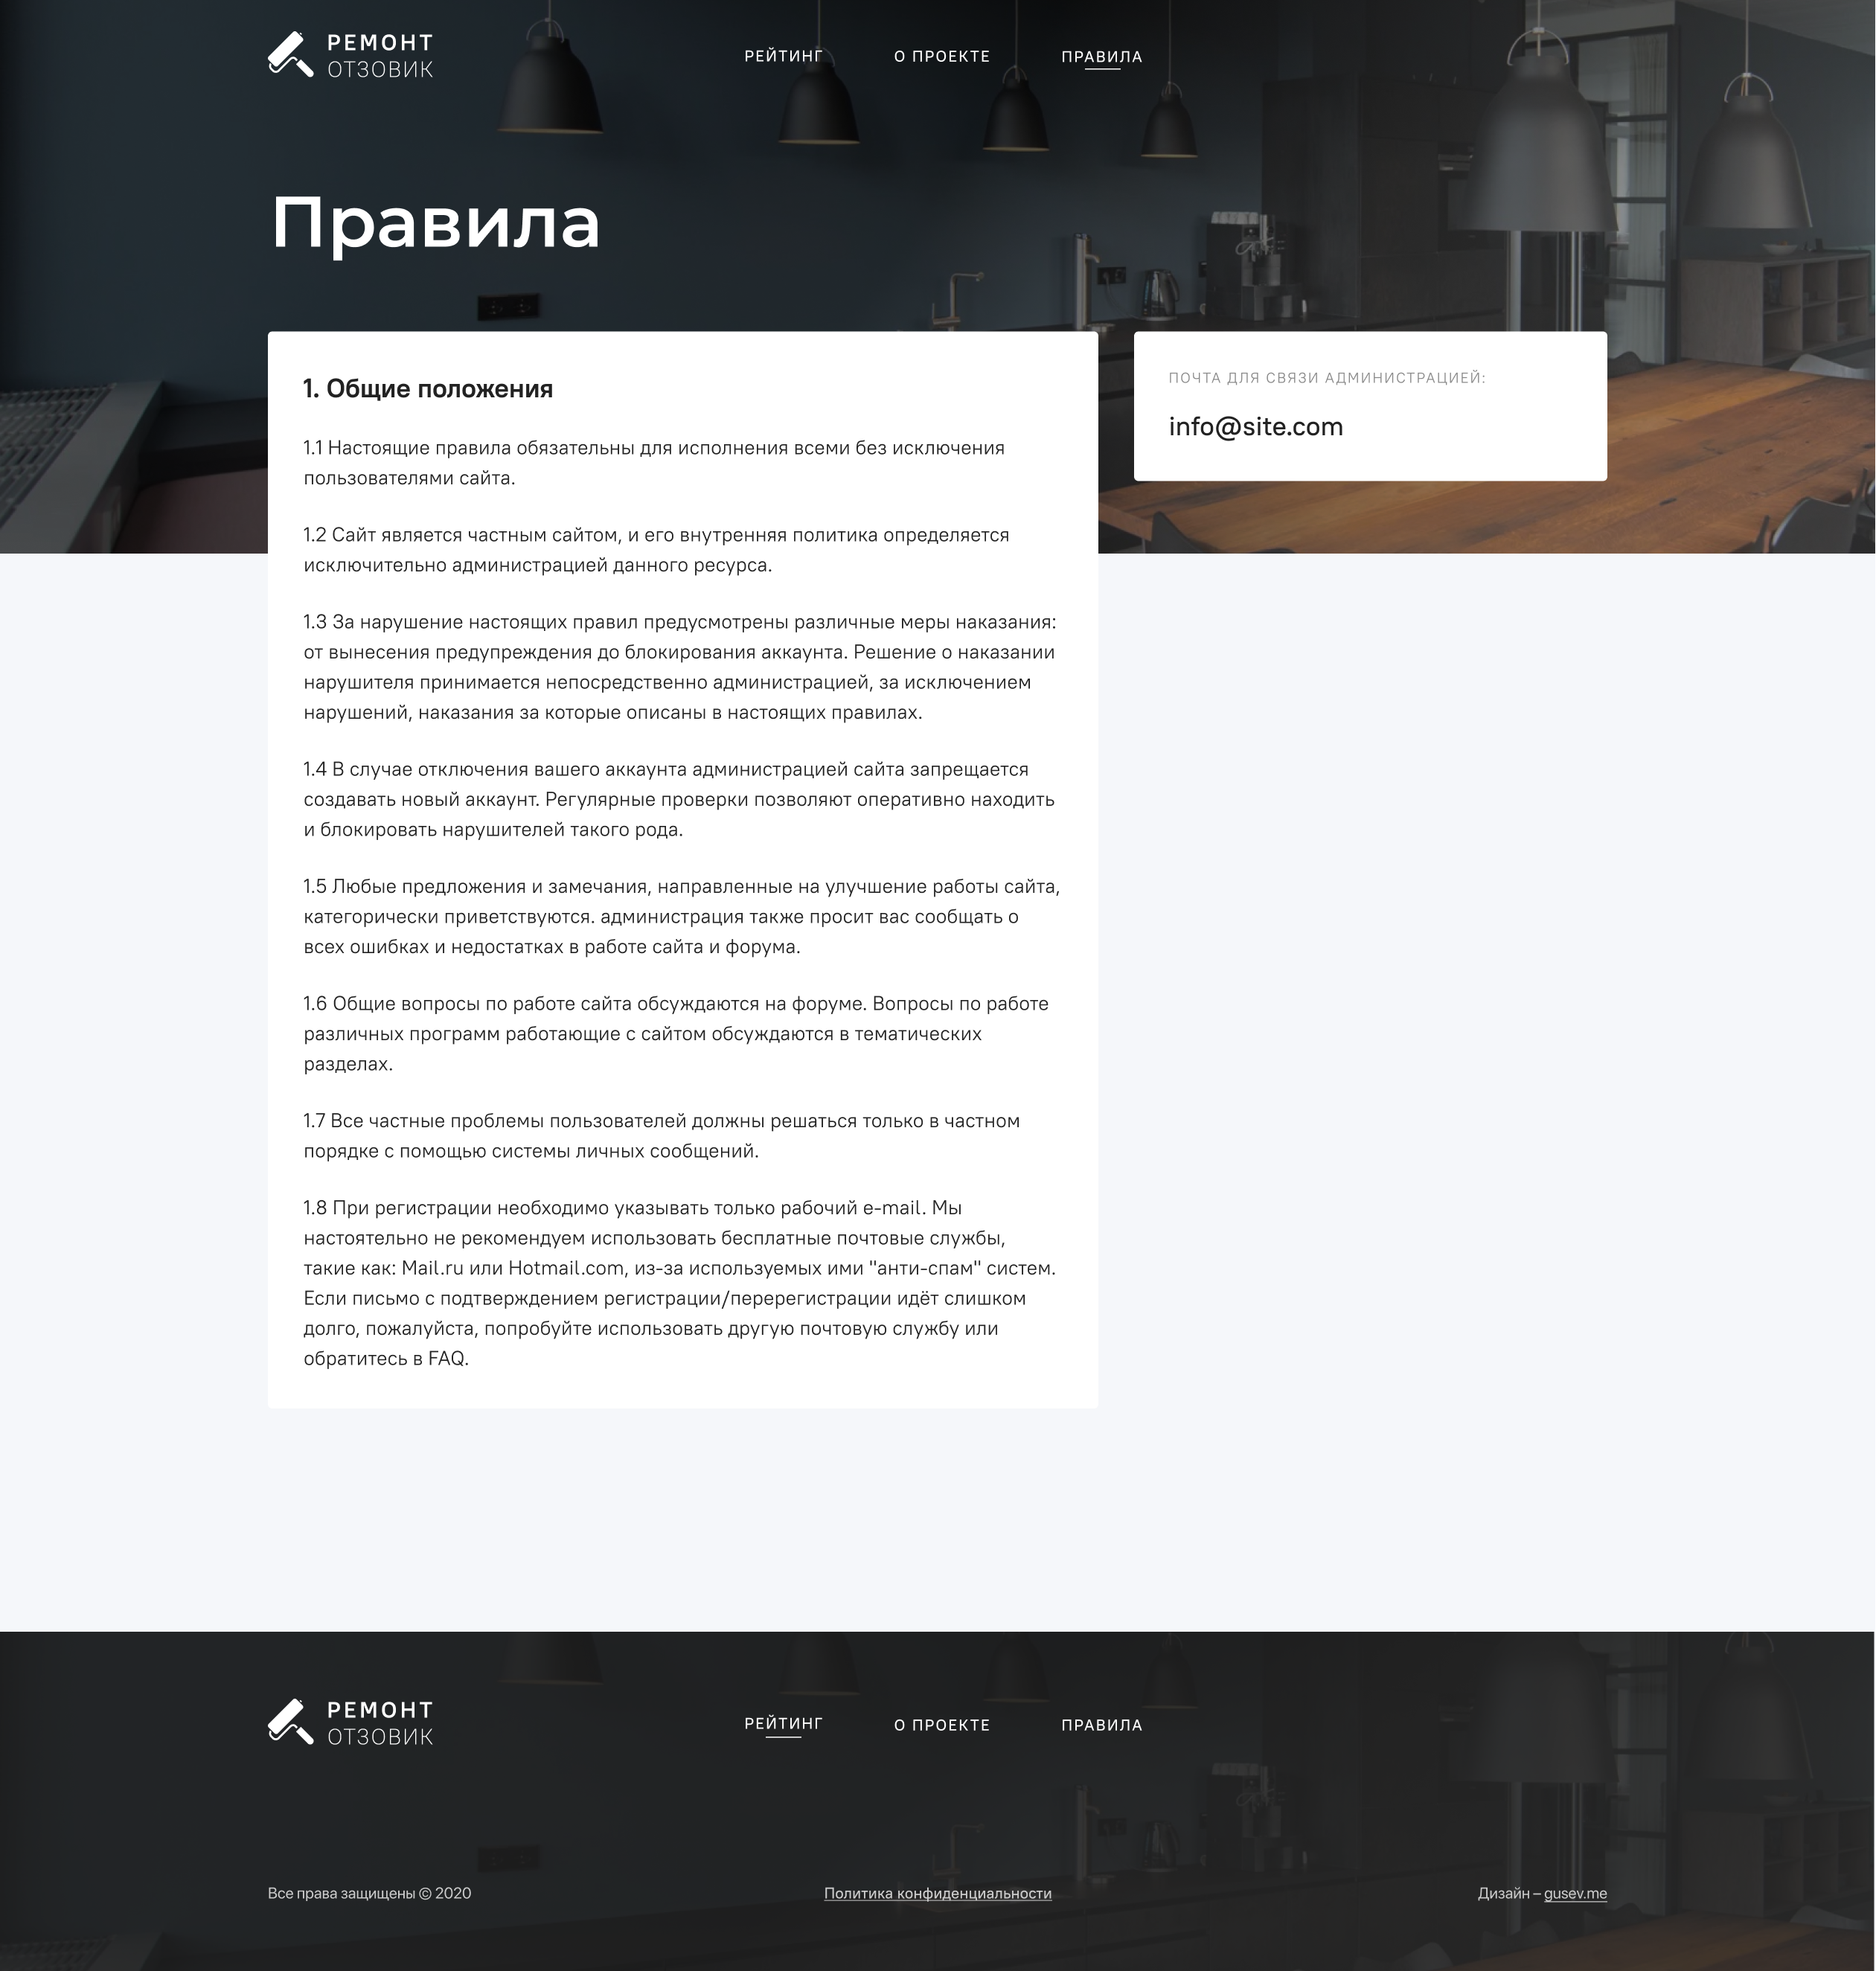 РЕМОНТ
ОТЗОВИК
РЕЙТИНГ
О ПРОЕКТЕ
ПРАВИЛА
Правила
1. Общие положения
1.1 Настоящие правила обязательны для исполнения всеми без исключения
пользователями сайта.
1.2 Сайт является частным сайтом, и его внутренняя политика определяется
исключительно администрацией данного ресурса.
1.3 За нарушение настоящих правил предусмотрены различные меры наказания:
от вынесения предупреждения до блокирования аккаунта. Решение о наказании
нарушителя принимается непосредственно администрацией, за исключением
нарушений, наказания за которые описаны в настоящих правилах.
1.4 В случае отключения вашего аккаунта администрацией сайта запрещается
создавать новый аккаунт. Регулярные проверки позволяют оперативно находить
и блокировать нарушителей такого рода.
1.5 Любые предложения и замечания, направленные на улучшение работы сайта,
категорически приветствуются. администрация также просит вас сообщать о
всех ошибках и недостатках в работе сайта и форума.
1.6 Общие вопросы по работе сайта обсуждаются на форуме. Вопросы по работе
различных программ работающие с сайтом обсуждаются в тематических
разделах.
1.7 Все частные проблемы пользователей должны решаться только в частном
порядке с помощью системы личных сообщений.
1.8 При регистрации необходимо указывать только рабочий e-mail. Мы
настоятельно не рекомендуем использовать бесплатные почтовые службы,
такие как: Mail.ru или Hotmail.com, из-за используемых ими "анти-спам" систем.
Если письмо с подтверждением регистрации/перерегистрации идёт слишком
долго, пожалуйста, попробуйте использовать другую почтовую службу или
обратитесь в FAQ.
ПОЧТА ДЛЯ СВЯЗИ АДМИНИСТРАЦИЕЙ:
info@site.com
РЕМОНТ
ОТЗОВИК
РЕЙТИНГ
О ПРОЕКТЕ
ПРАВИЛА
Все права защищены © 2020
Политика конфиденциальности
Дизайн – gusev.me